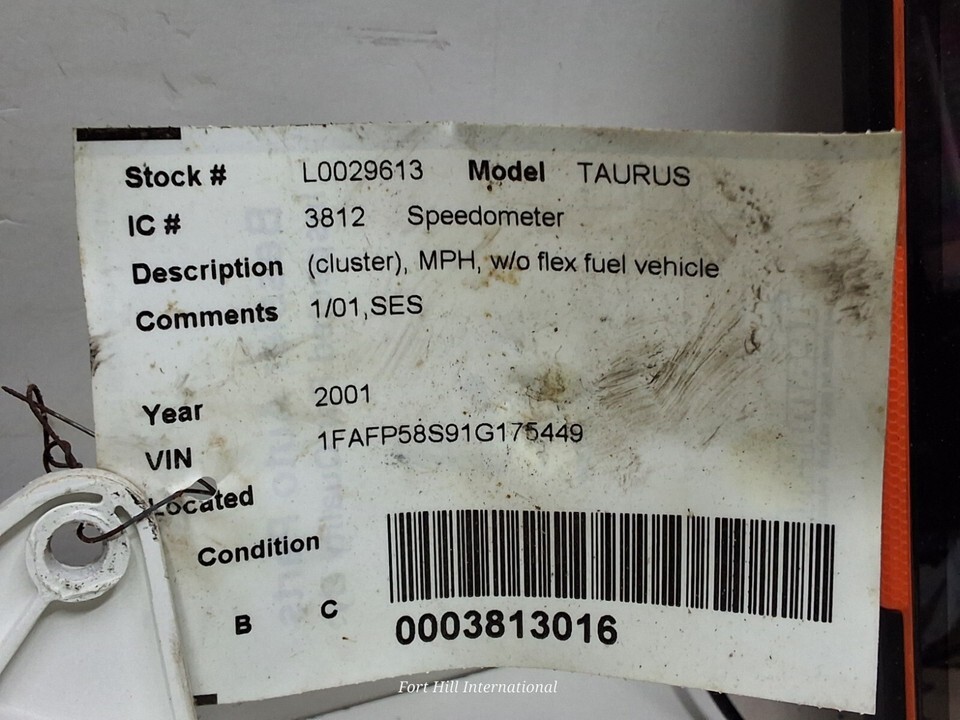 Stock # L0029613 Model TAURUS
IC # 3812 Speedometer
Description (cluster), MPH, w/o flex fuel vehicle
Comments 1/01,SES
Year 2001
VIN 1FAFP58S91G175449
Located
Condition
B C
0003813016
Fort Hill International